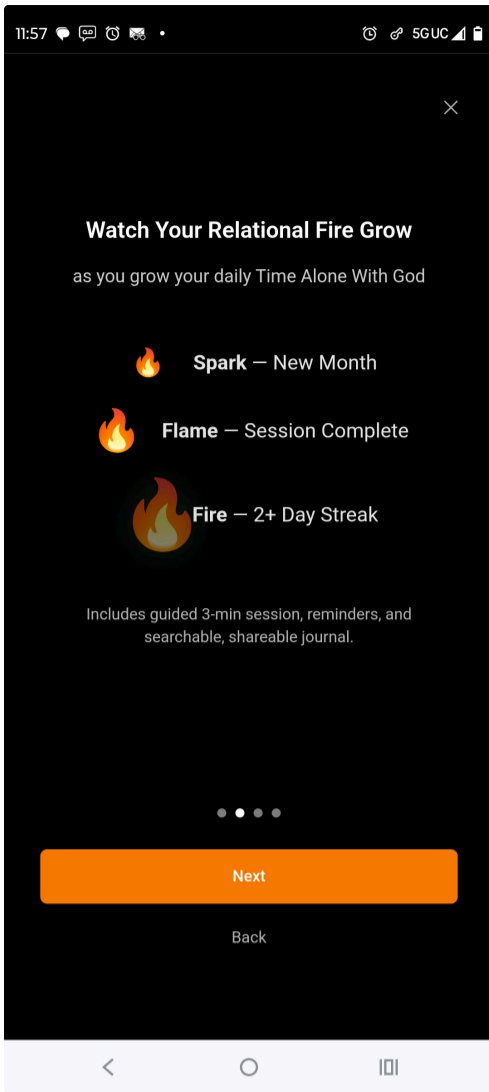 11:57
5GUC
Watch Your Relational Fire Grow
as you grow your daily Time Alone With God
Spark — New Month
Flame — Session Complete
Fire — 2+ Day Streak
Includes guided 3-min session, reminders, and
searchable, shareable journal.
Next
Back